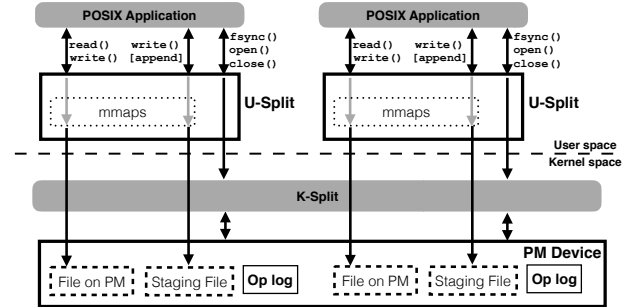 POSIX Application POSIX Application
read() write() fsync() read() write() fsync()
write() [append] open() write() [append] open()
close() close()
U-Split U-Split
mmaps mmaps
User space
Kernel space
K-Split
PM Device
File on PM Staging File Op log File on PM Staging File Op log